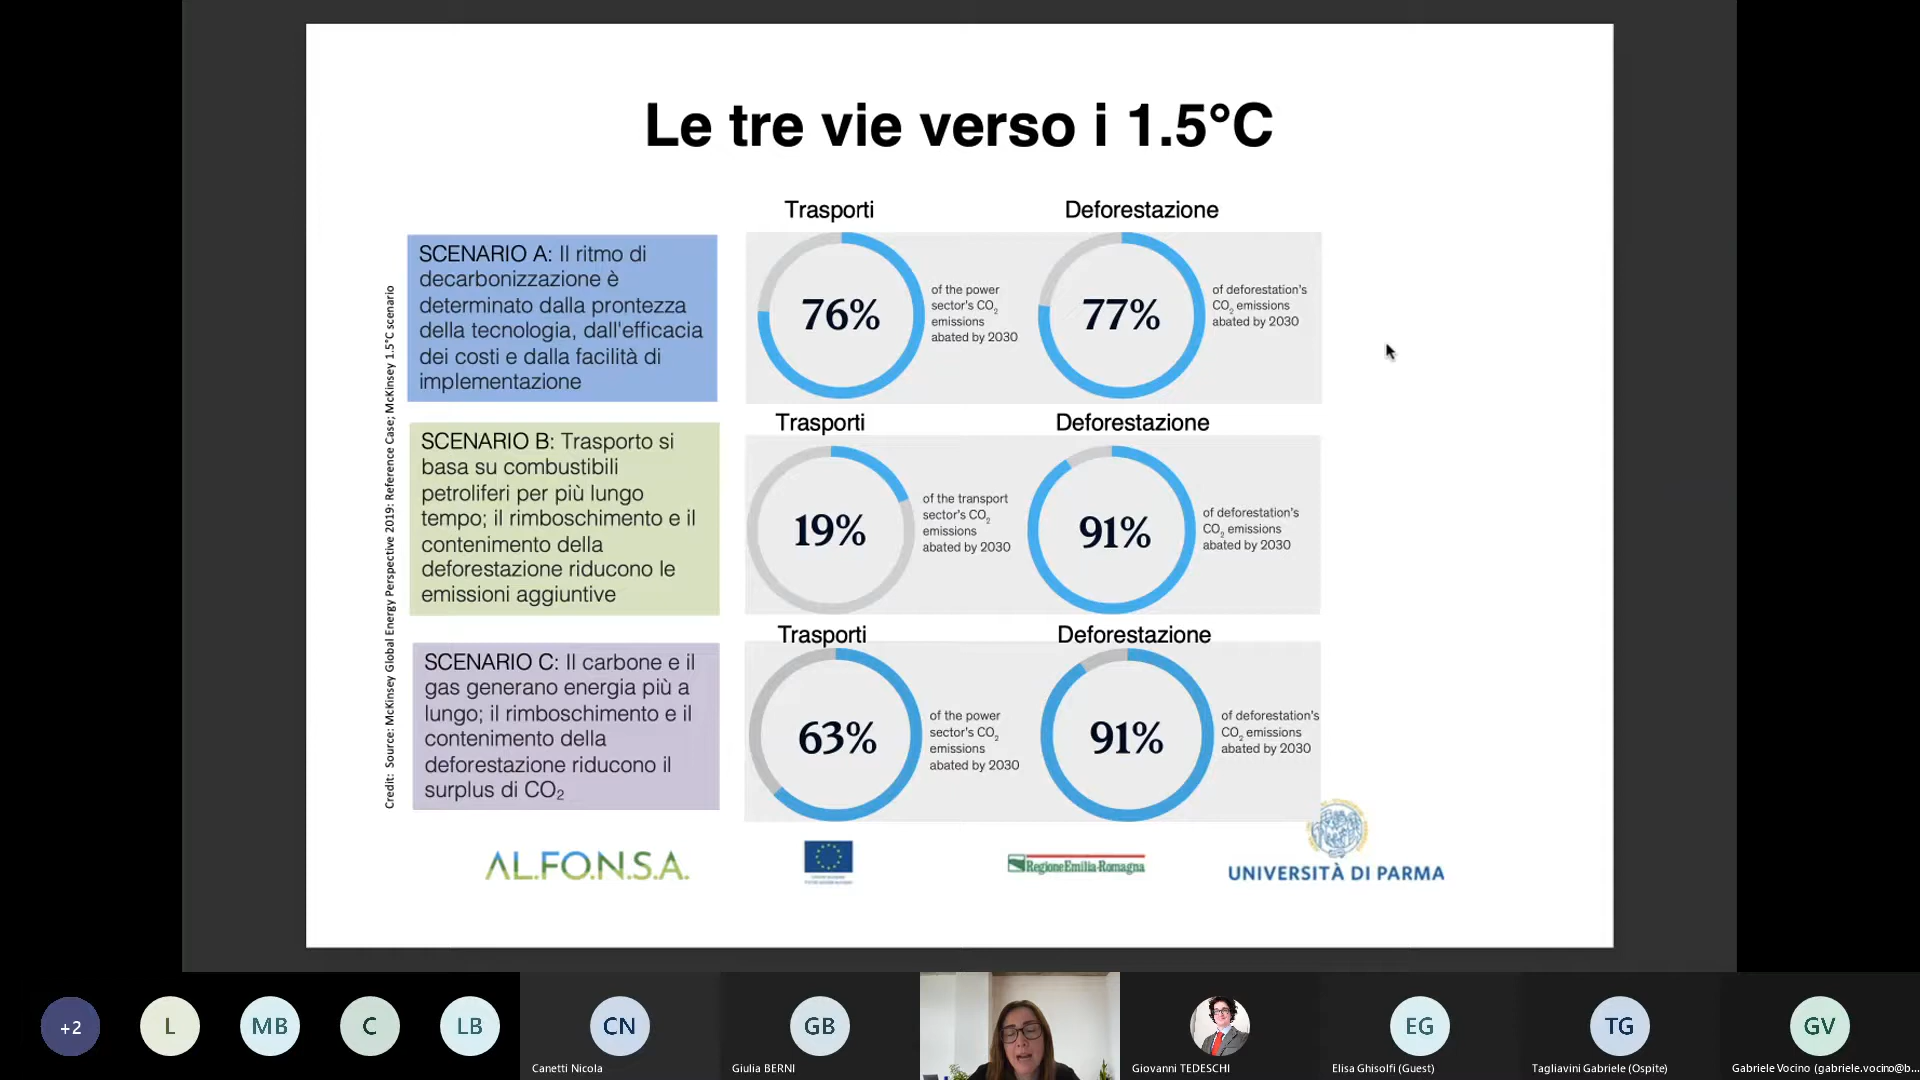 Le tre vie verso i 1.5°C
Credit: Source: McKinsey Global Energy Perspective 2019: Reference Case; McKinsey 1.5°C scenario
SCENARIO A: Il ritmo di
decarbonizzazione è
determinato dalla prontezza
della tecnologia, dall'efficacia
dei costi e dalla facilità di
implementazione
Trasporti
76%
of the power
sector's CO₂
emissions
abated by 2030
Deforestazione
77%
of deforestation's
CO₂ emissions
abated by 2030
SCENARIO B: Trasporto si
basa su combustibili
petroliferi per più lungo
tempo; il rimboschimento e il
contenimento della
deforestazione riducono le
emissioni aggiuntive
Trasporti
19%
of the transport
sector's CO₂
emissions
abated by 2030
Deforestazione
91%
of deforestation's
CO₂ emissions
abated by 2030
SCENARIO C: Il carbone e il
gas generano energia più a
lungo; il rimboschimento e il
contenimento della
deforestazione riducono il
surplus di CO₂
Trasporti
63%
of the power
sector's CO₂
emissions
abated by 2030
Deforestazione
91%
of deforestation's
CO₂ emissions
abated by 2030
AL.FO.N.S.A.
RegioneEmilia-Romagna
UNIVERSITÀ DI PARMA
+2
L
MB
C
LB
CN
Canetti Nicola
GB
Giulia BERNI
Giovanni TEDESCHI
EG
Elisa Ghisolfi (Guest)
TG
Tagliavini Gabriele (Ospite)
GV
Gabriele Vocino (gabriele.vocino@b...